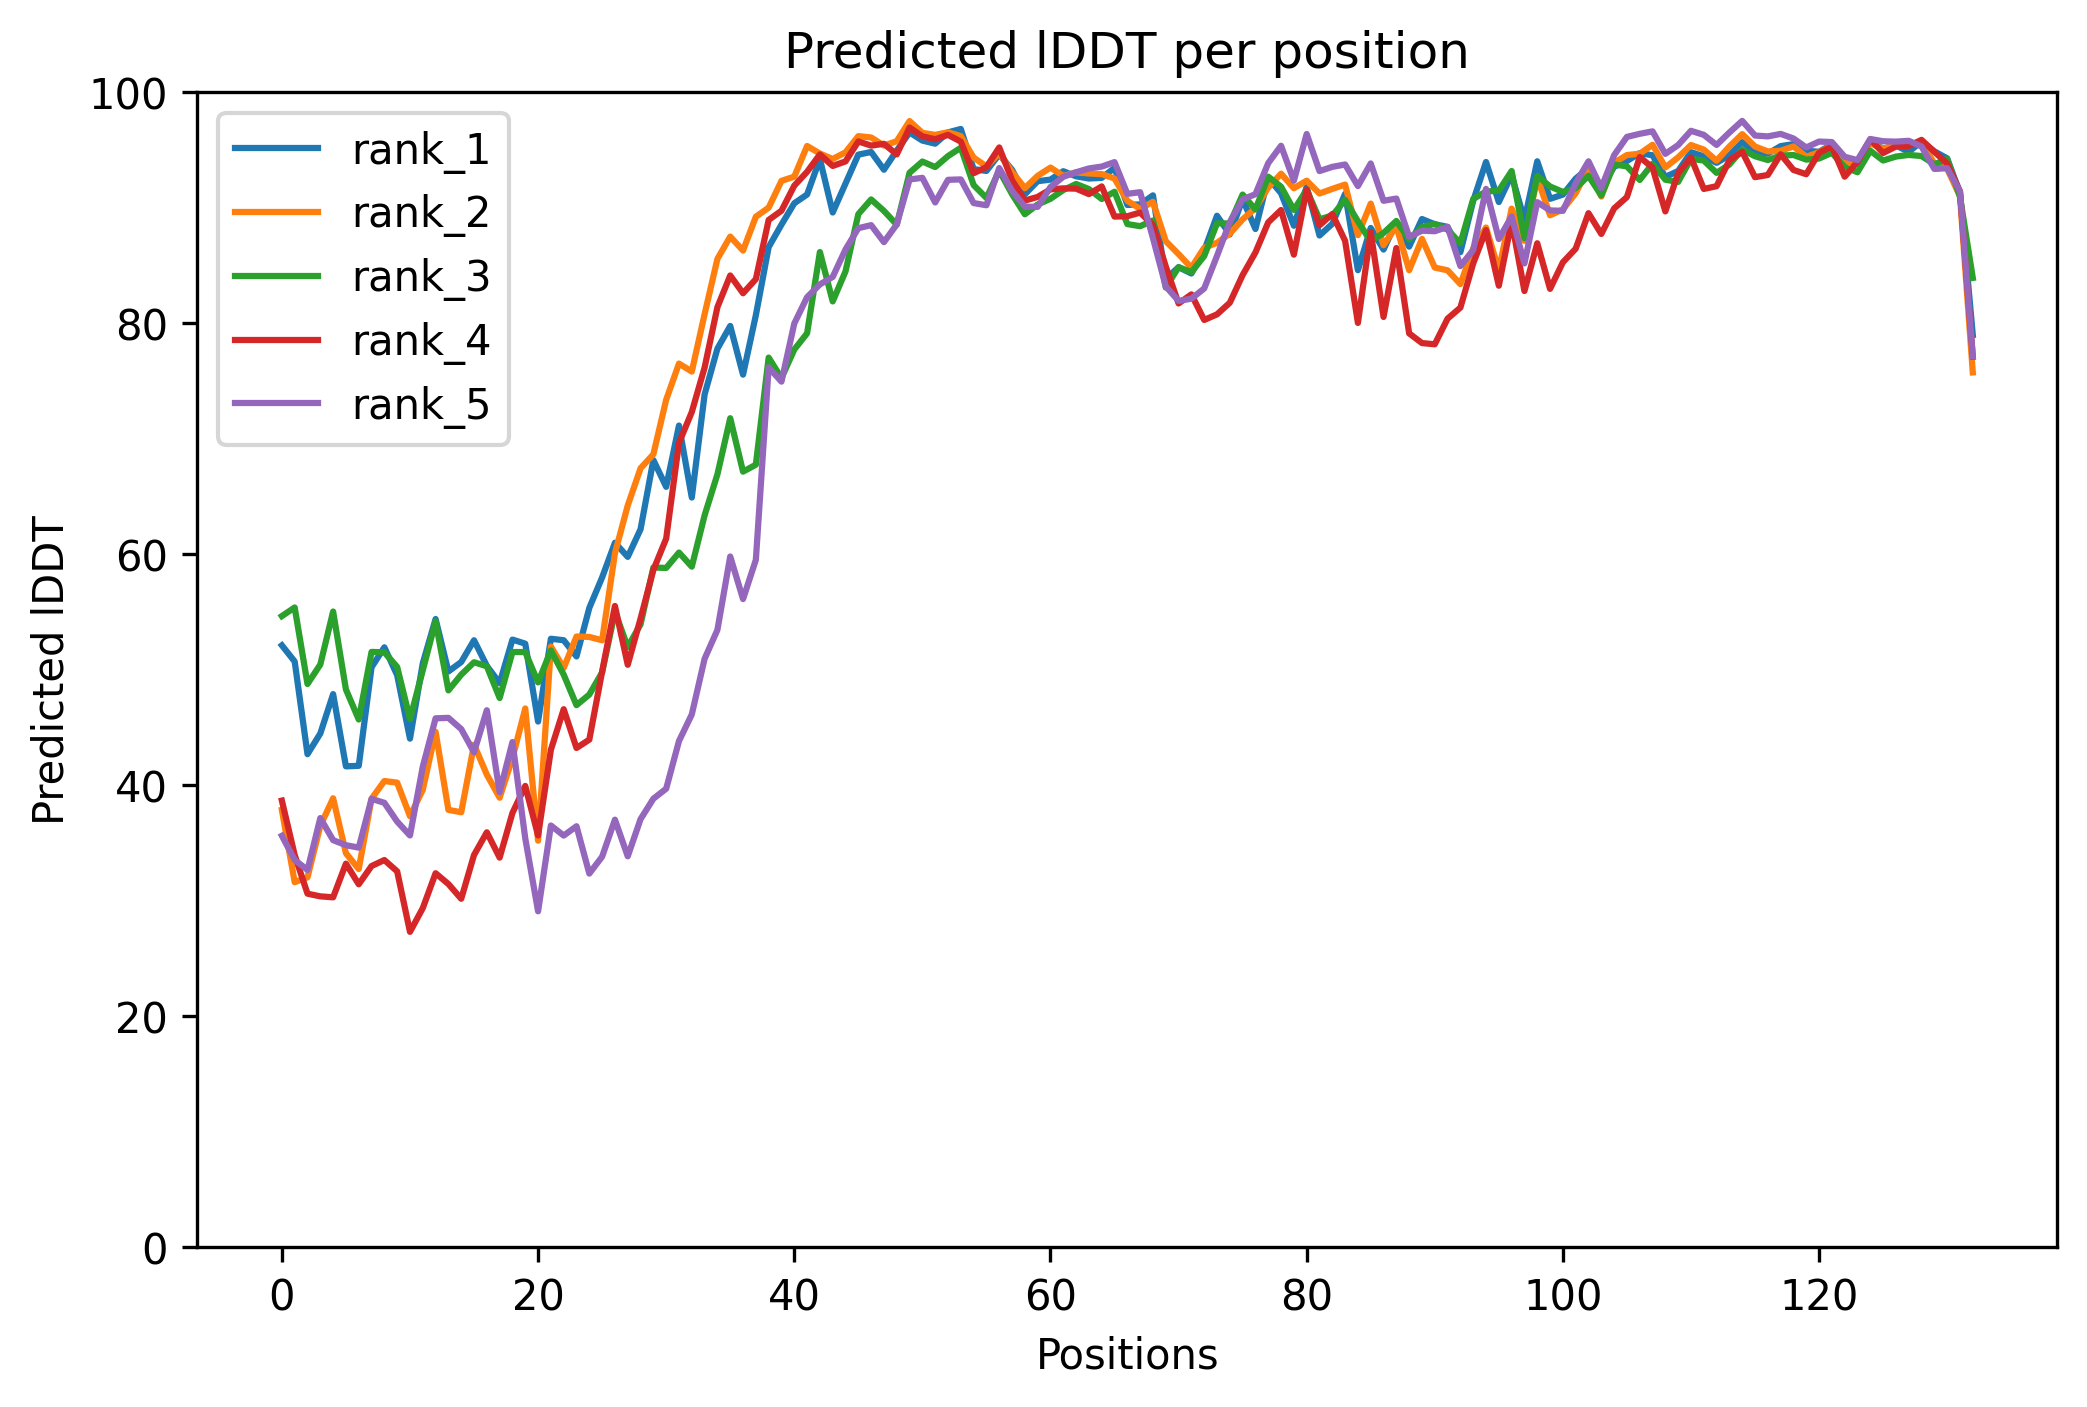 Predicted lDDT per position
100
80
60
40
20
0
Predicted lDDT
rank_1
rank_2
rank_3
rank_4
rank_5
0 20 40 60 80 100 120
Positions